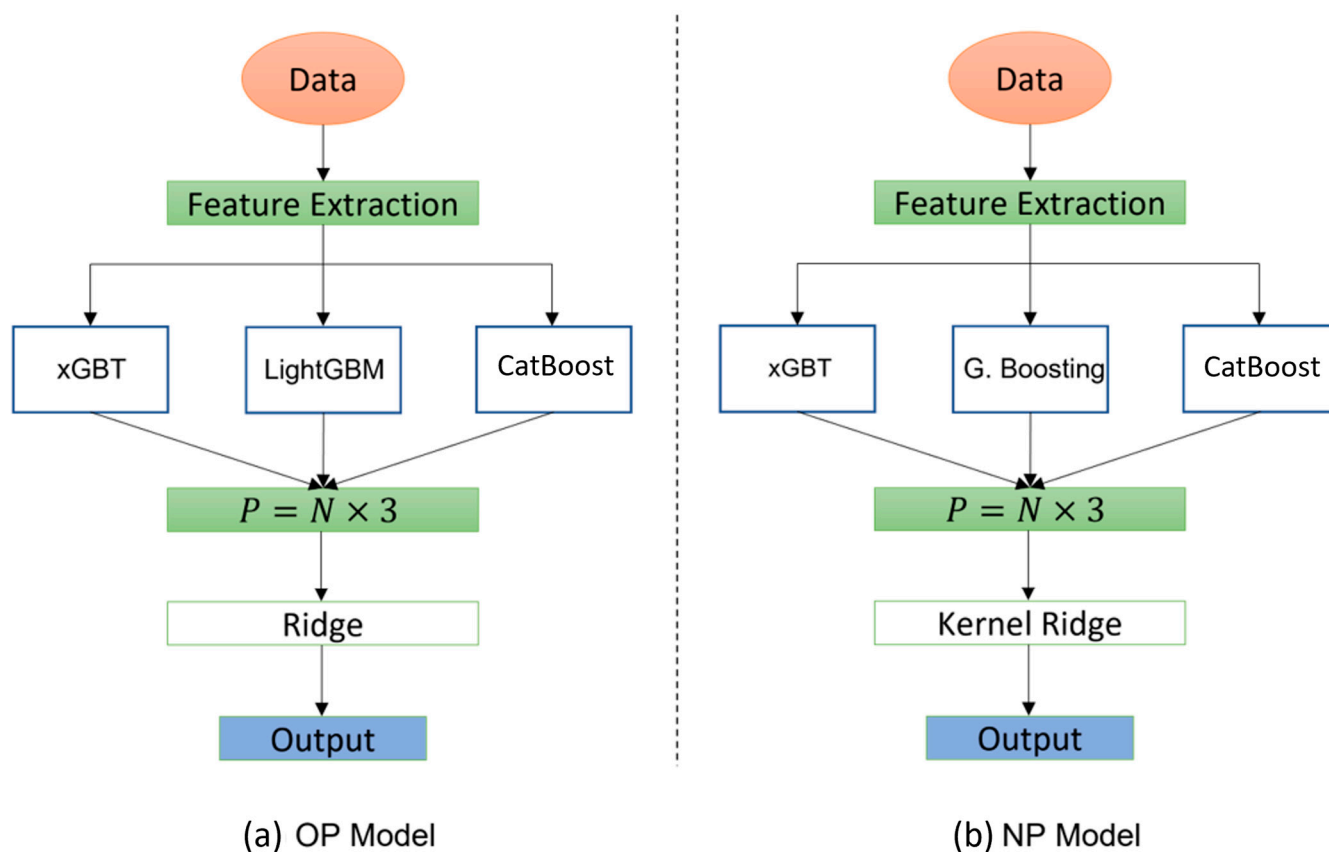 Data
Feature Extraction
xGBT
LightGBM
CatBoost
P = N × 3
Ridge
Output
(a) OP Model
Data
Feature Extraction
xGBT
G. Boosting
CatBoost
P = N × 3
Kernel Ridge
Output
(b) NP Model